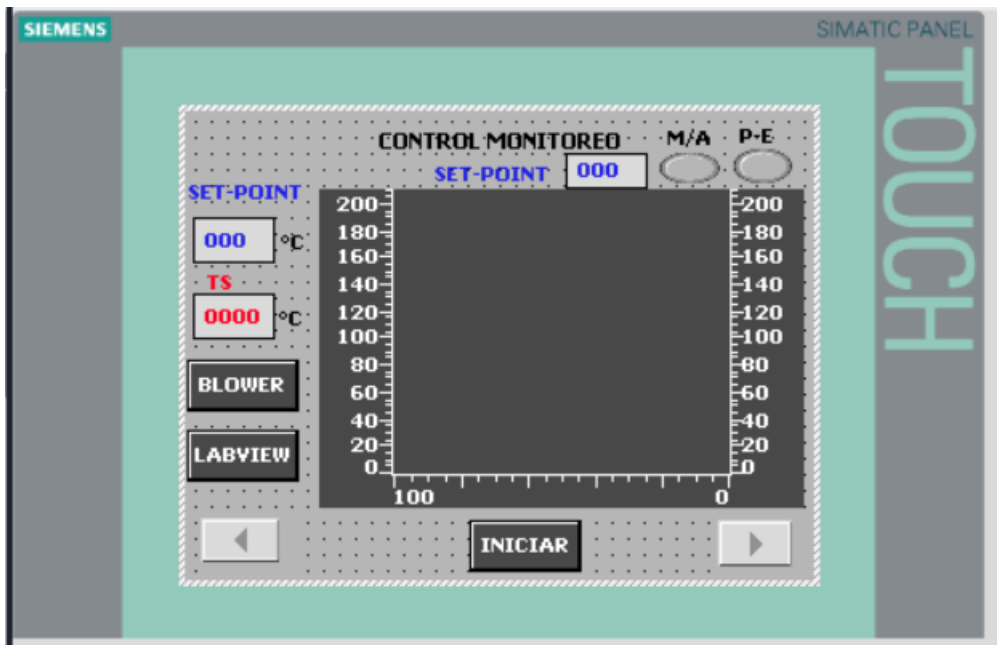 SIEMENS
SIMATIC PANEL
TOUCH
CONTROL MONITOREO
M/A
P-E
SET-POINT 000
SET-POINT
000 °C
TS
0000 °C
BLOWER
LABVIEW
200 200
180 180
160 160
140 140
120 120
100 100
80 80
60 60
40 40
20 20
0 0
100 0
INICIAR